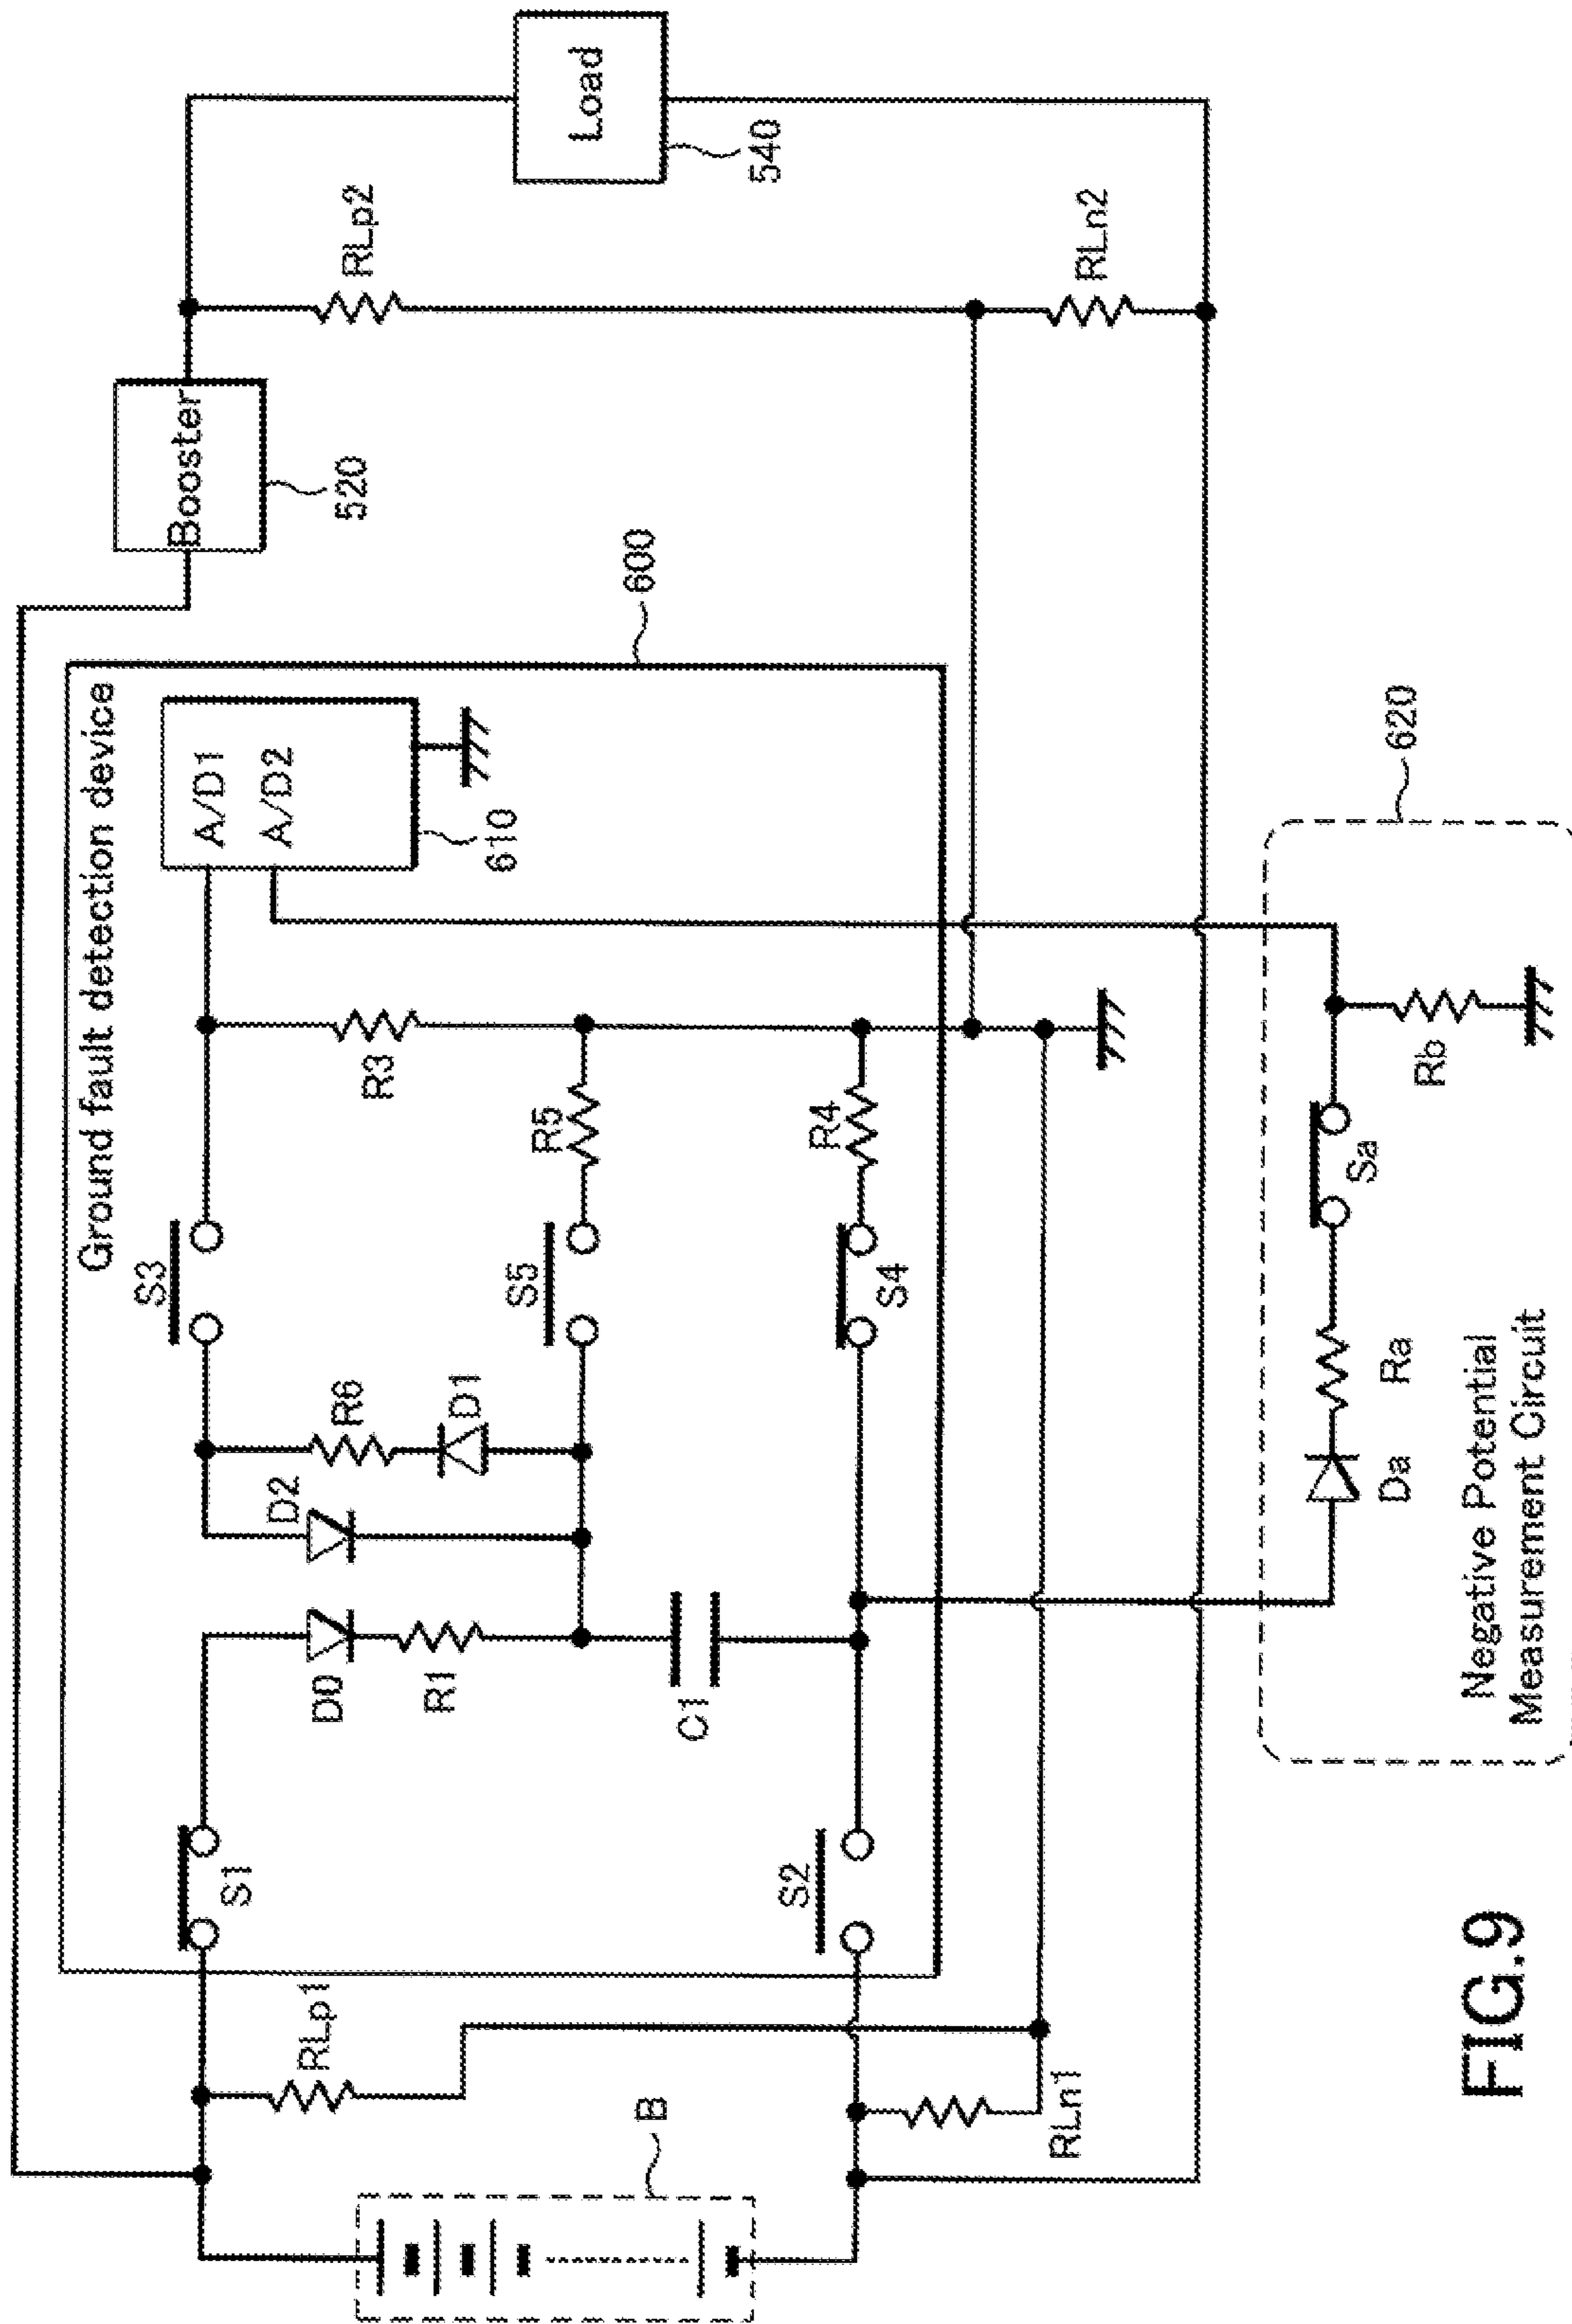 Ground fault detection device
600
Booster
520
Load
540
RLp2
RLn2
A/D1
A/D2
610
S3
R3
R6
D1
D2
S5
R5
D0
R1
C1
S4
R4
S1
S2
RLp1
RLn1
B
620
Da
Ra
Sa
Rb
Negative Potential
Measurement Circuit
FIG.9